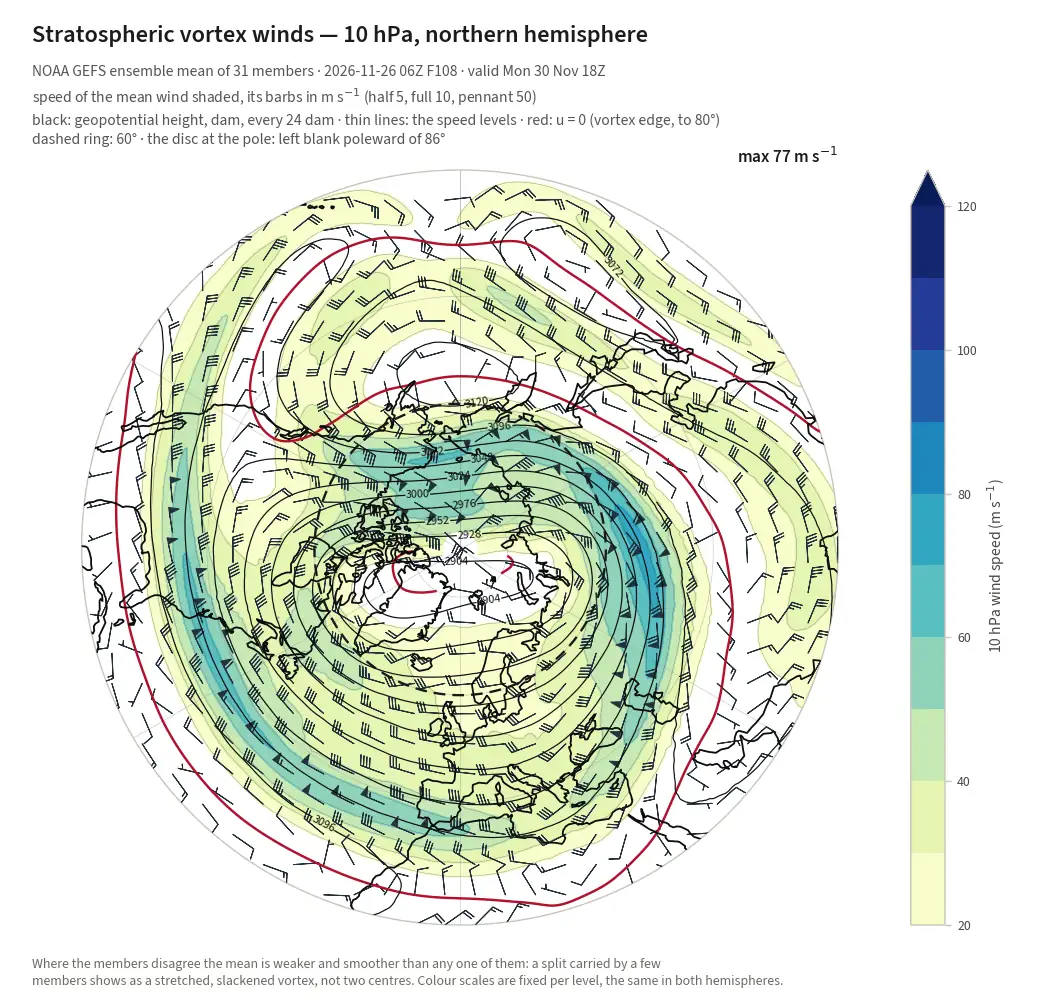 Stratospheric vortex winds — 10 hPa, northern hemisphere
NOAA GEFS ensemble mean of 31 members · 2026-11-26 06Z F108 · valid Mon 30 Nov 18Z
speed of the mean wind shaded, its barbs in m s⁻¹ (half 5, full 10, pennant 50)
black: geopotential height, dam, every 24 dam · thin lines: the speed levels · red: u = 0 (vortex edge, to 80°)
dashed ring: 60° · the disc at the pole: left blank poleward of 86°
max 77 m s⁻¹
120
100
80
60
40
20
10 hPa wind speed (m s⁻¹)
3072
3120
3096
3024
3000
2976
2952
2928
2904
3096
Where the members disagree the mean is weaker and smoother than any one of them: a split carried by a few
members shows as a stretched, slackened vortex, not two centres. Colour scales are fixed per level, the same in both hemispheres.